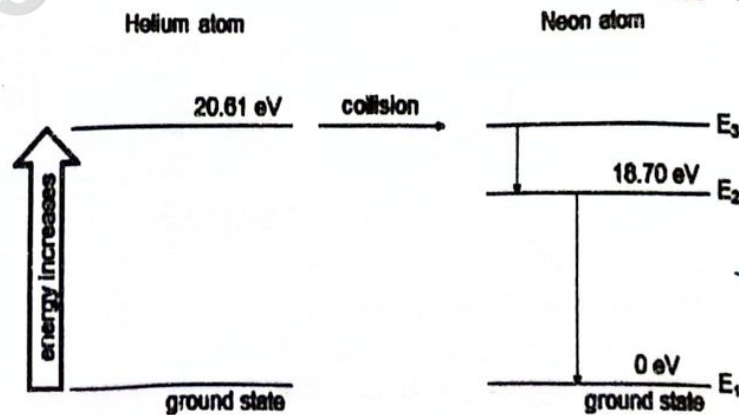 Helium atom
Neon atom
20.61 eV
collision
E₃
18.70 eV
E₂
energy increases
0 eV
E₁
ground state
ground state